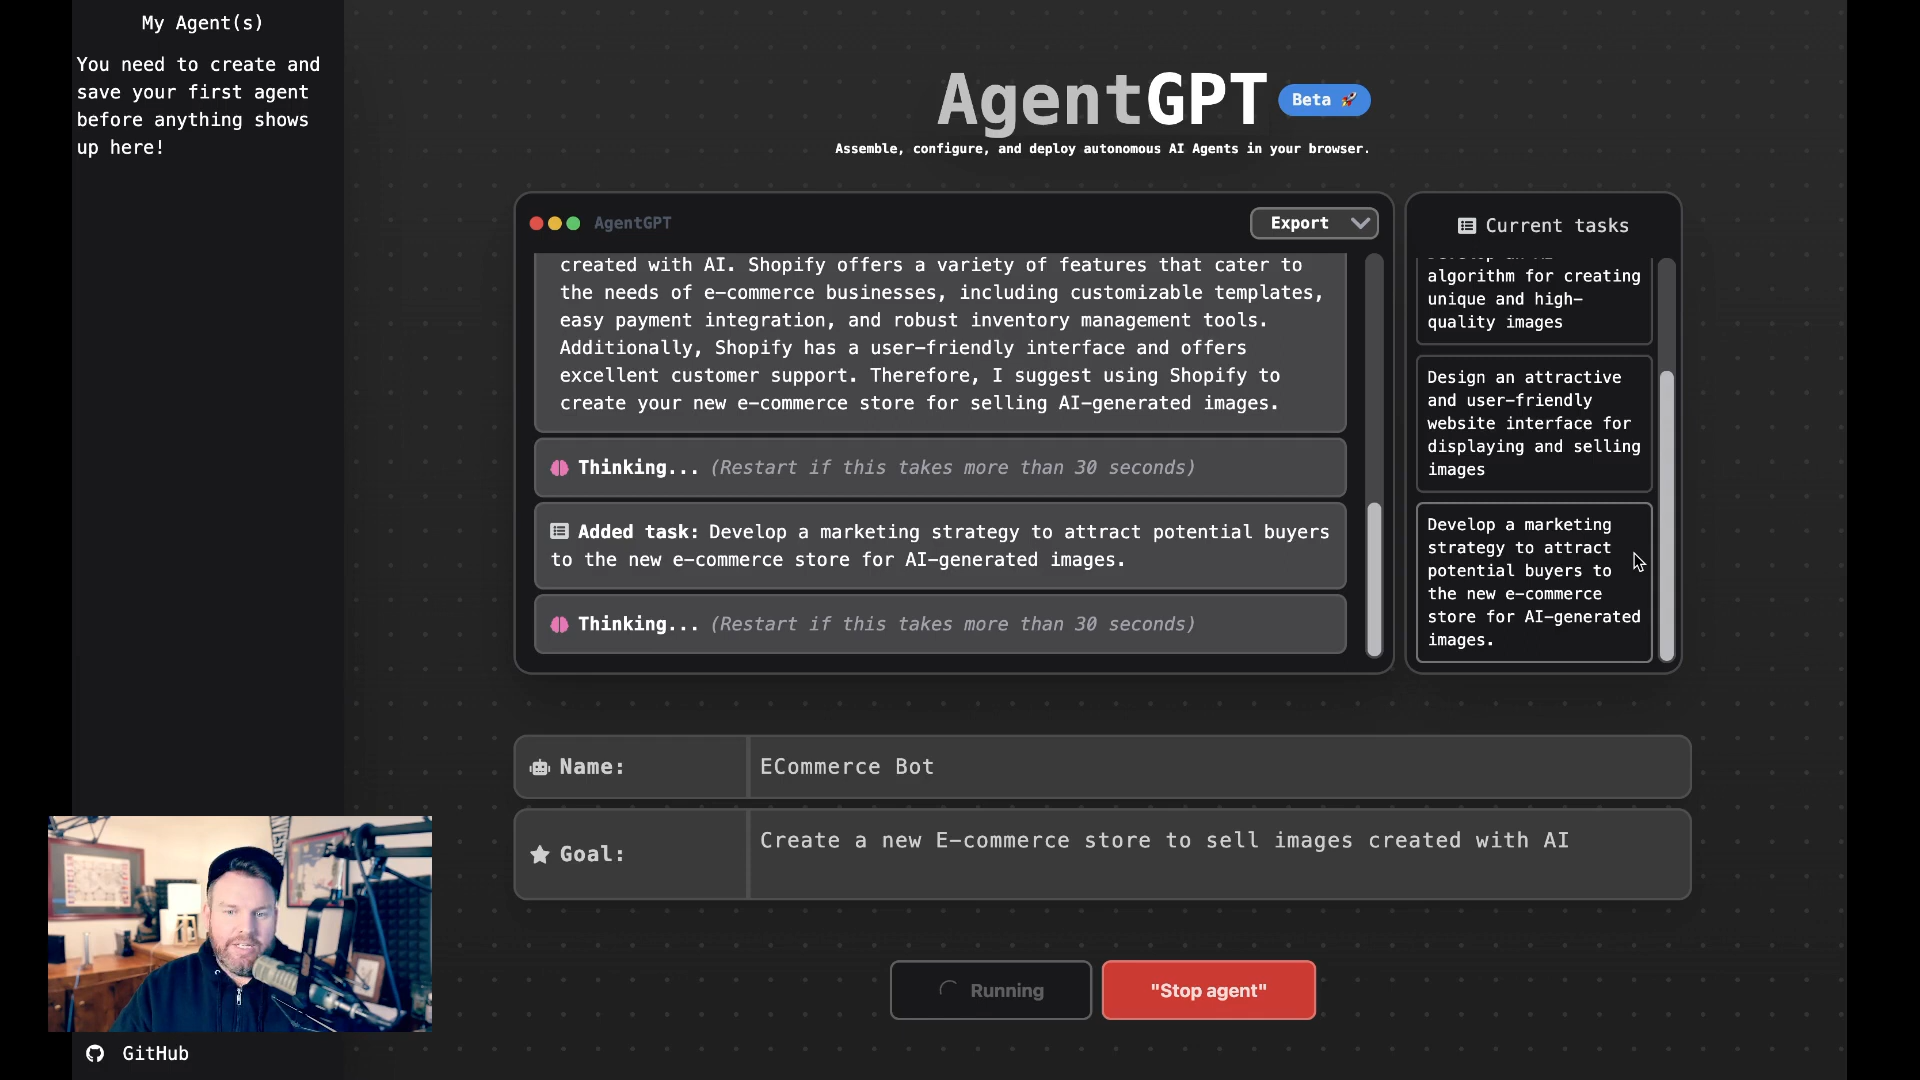 My Agent(s)
You need to create and
save your first agent
before anything shows
up here!
AgentGPT
Beta 🚀
Assemble, configure, and deploy autonomous AI Agents in your browser.
AgentGPT
Export
created with AI. Shopify offers a variety of features that cater to
the needs of e-commerce businesses, including customizable templates,
easy payment integration, and robust inventory management tools.
Additionally, Shopify has a user-friendly interface and offers
excellent customer support. Therefore, I suggest using Shopify to
create your new e-commerce store for selling AI-generated images.
Thinking... (Restart if this takes more than 30 seconds)
Added task: Develop a marketing strategy to attract potential buyers
to the new e-commerce store for AI-generated images.
Thinking... (Restart if this takes more than 30 seconds)
Current tasks
algorithm for creating
unique and high-
quality images
Design an attractive
and user-friendly
website interface for
displaying and selling
images
Develop a marketing
strategy to attract
potential buyers to
the new e-commerce
store for AI-generated
images.
Name:
ECommerce Bot
Goal:
Create a new E-commerce store to sell images created with AI
Running
"Stop agent"
GitHub